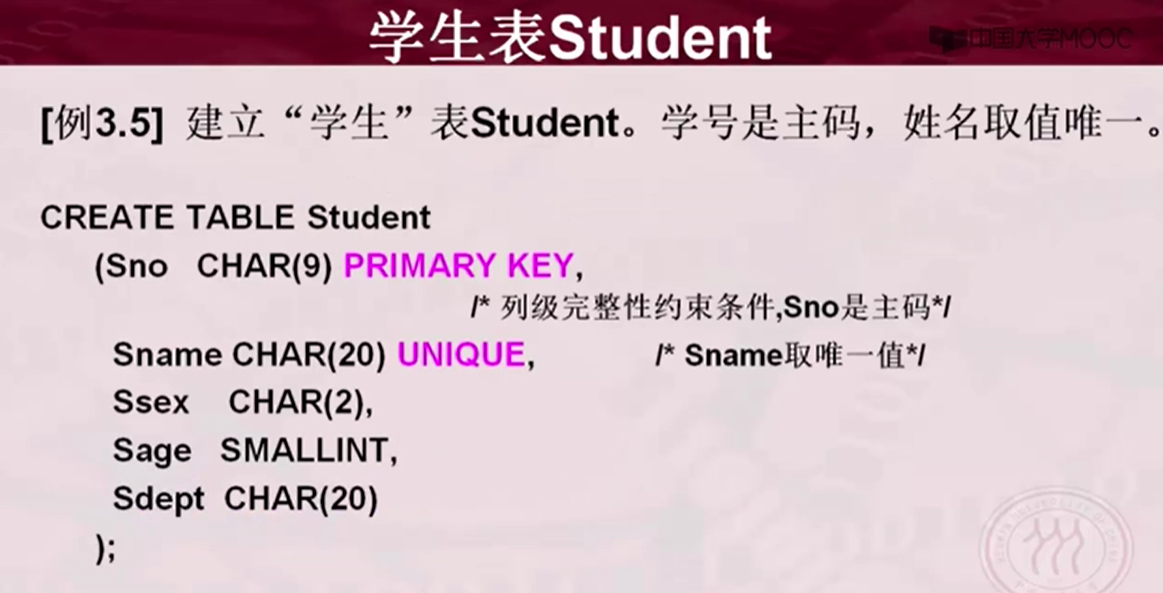 学生表Student
中国大学MOOC
[例3.5] 建立“学生”表Student。学号是主码，姓名取值唯一。
CREATE TABLE Student
(Sno CHAR(9) PRIMARY KEY,
/* 列级完整性约束条件,Sno是主码*/
Sname CHAR(20) UNIQUE, /* Sname取唯一值*/
Ssex CHAR(2),
Sage SMALLINT,
Sdept CHAR(20)
);